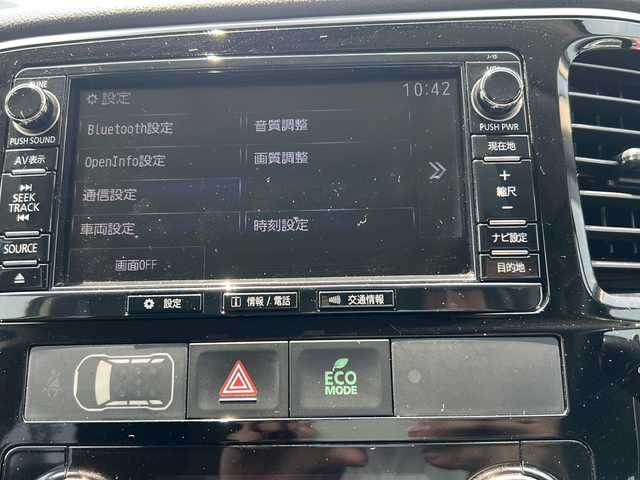 J-15
TUNE
VOL
PUSH SOUND
PUSH PWR
設定
10:42
Bluetooth設定
音質調整
OpenInfo設定
画質調整
通信設定
車両設定
時刻設定
画面OFF
AV表示
SEEK
TRACK
SOURCE
現在地
+
縮尺
-
ナビ設定
目的地
設定
i 情報 / 電話
交通情報
ECO
MODE